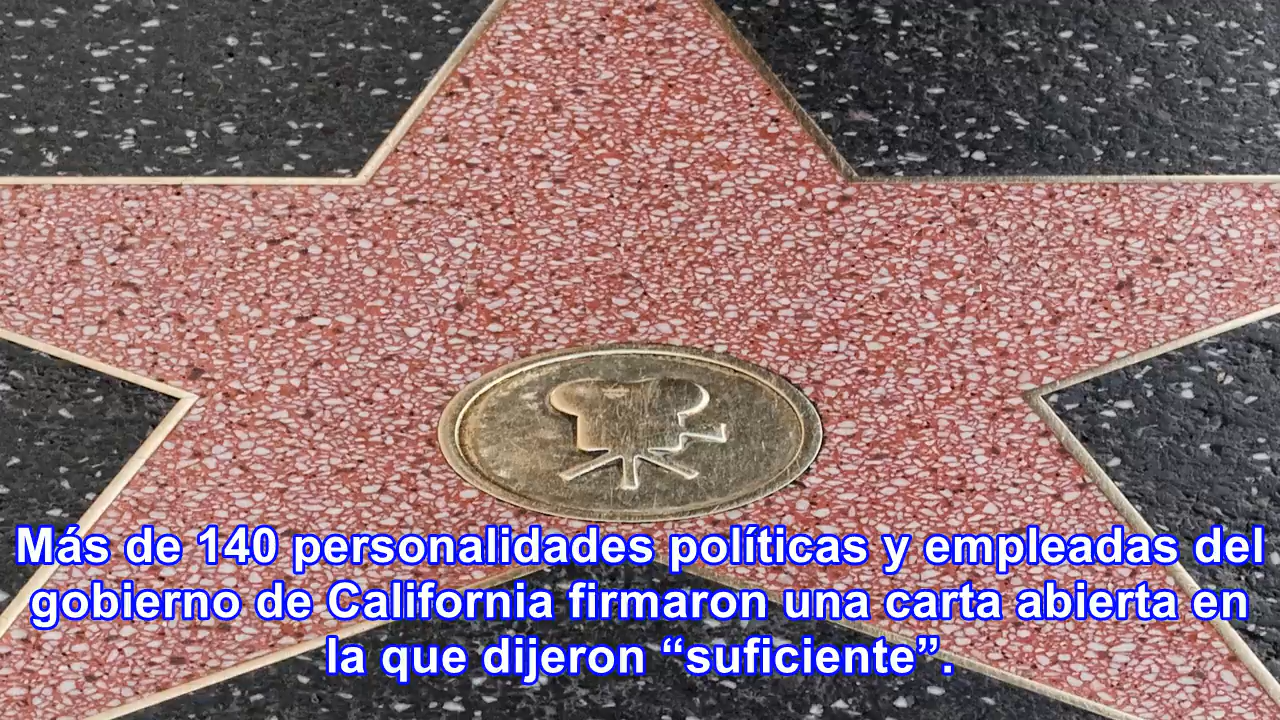 Más de 140 personalidades políticas y empleadas del
gobierno de California firmaron una carta abierta en
la que dijeron “suficiente”.